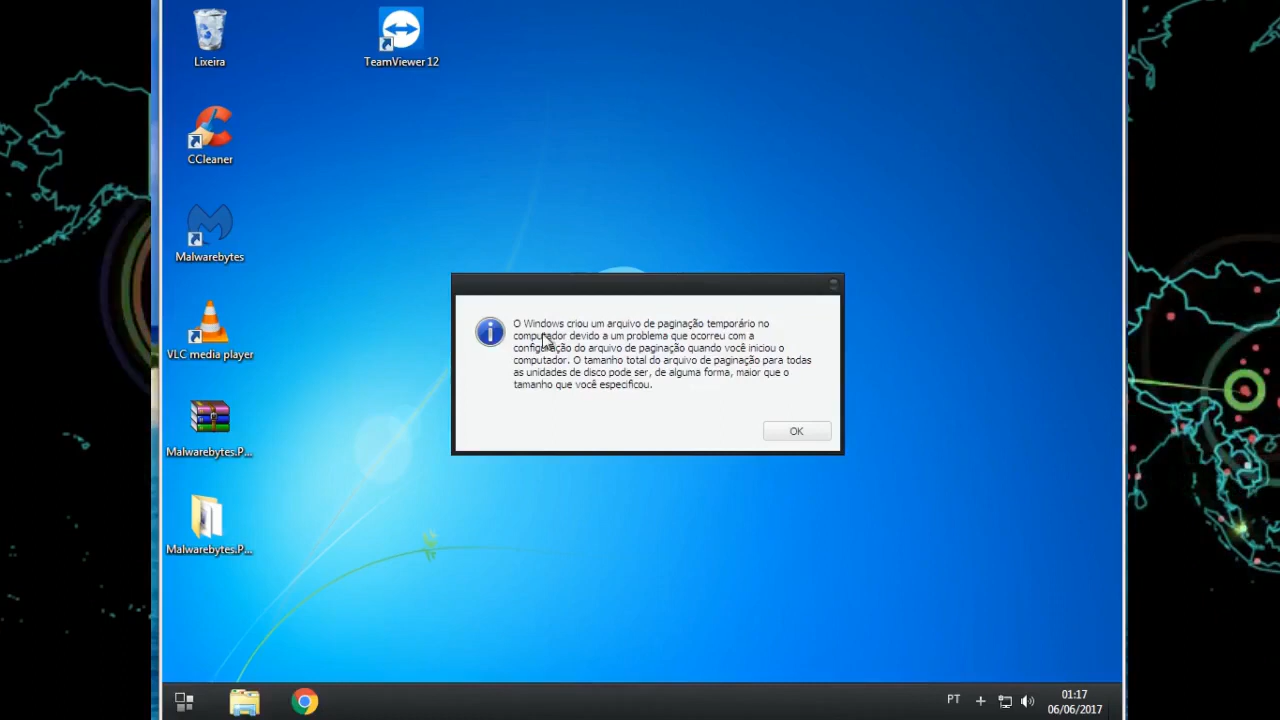 Lixeira
TeamViewer 12
CCleaner
Malwarebytes
VLC media player
Malwarebytes.P...
Malwarebytes.P...
O Windows criou um arquivo de paginação temporário no
computador devido a um problema que ocorreu com a
configuração do arquivo de paginação quando você iniciou o
computador. O tamanho total do arquivo de paginação para todas
as unidades de disco pode ser, de alguma forma, maior que o
tamanho que você especificou.
OK
PT
01:17
06/06/2017